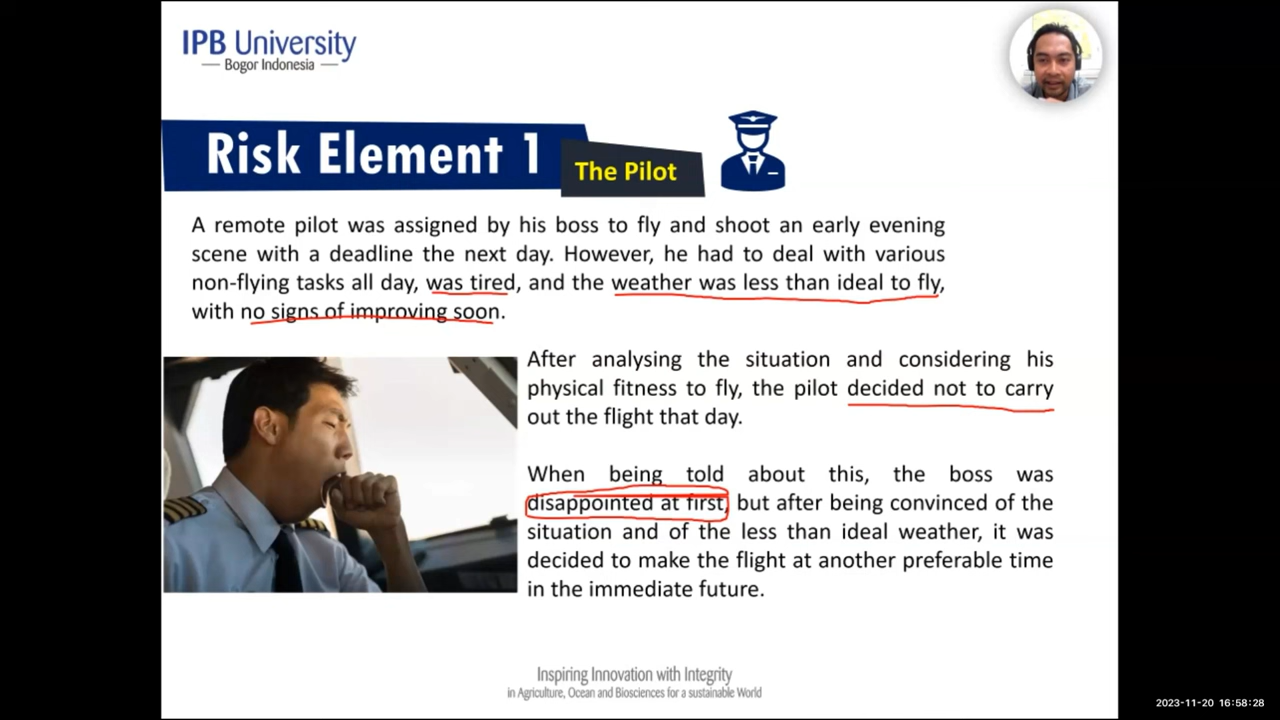 IPB University
Bogor Indonesia
Risk Element 1
The Pilot
A remote pilot was assigned by his boss to fly and shoot an early evening
scene with a deadline the next day. However, he had to deal with various
non-flying tasks all day, was tired, and the weather was less than ideal to fly,
with no signs of improving soon.
After analysing the situation and considering his
physical fitness to fly, the pilot decided not to carry
out the flight that day.
When being told about this, the boss was
disappointed at first, but after being convinced of the
situation and of the less than ideal weather, it was
decided to make the flight at another preferable time
in the immediate future.
Inspiring Innovation with Integrity
in Agriculture, Ocean and Biosciences for a sustainable World
2023-11-20 16:58:28